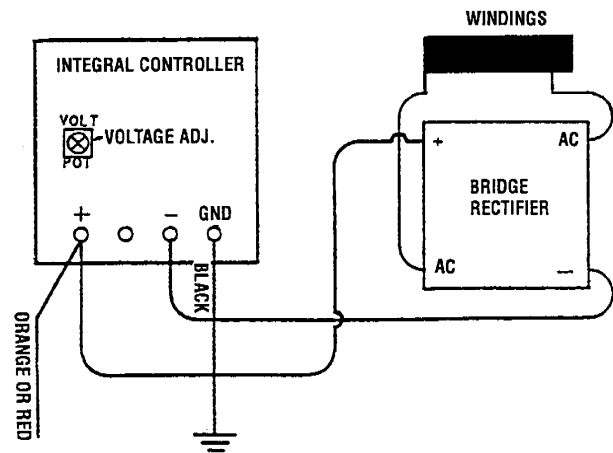 WINDINGS
INTEGRAL CONTROLLER
VOLT
VOLTAGE ADJ.
POT
+
AC
BRIDGE
RECTIFIER
+ - GND
AC
—
BLACK
ORANGE OR RED